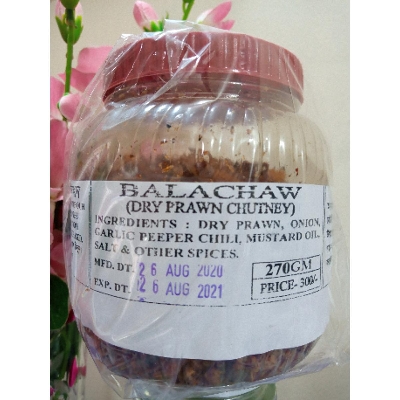 BALACHAW
(DRY PRAWN CHUTNEY)
INGREDIENTS : DRY PRAWN, ONION,
GARLIC PEEPER CHILI, MUSTARD OIL,
SALT & OTHER SPICES.
MFD. DT. 26 AUG 2020
EXP. DT. 26 AUG 2021
270GM
PRICE- 300/-